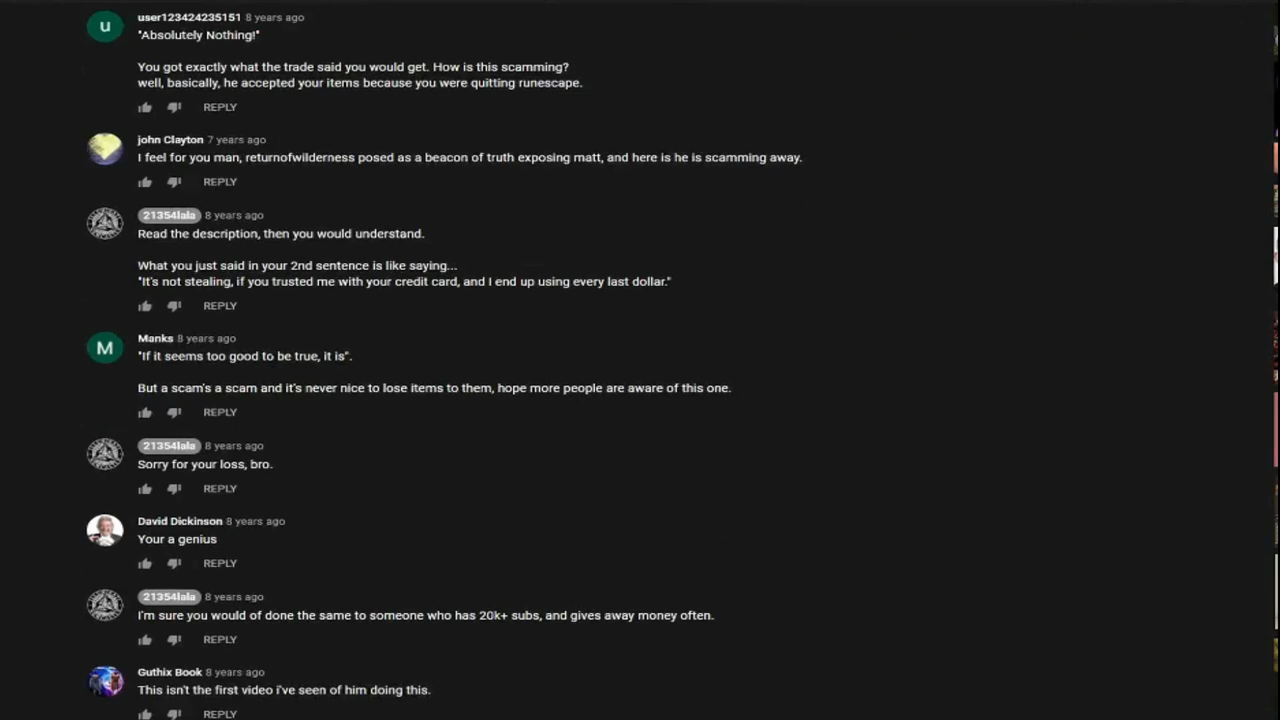 u
user123424235151 8 years ago
"Absolutely Nothing!"
You got exactly what the trade said you would get. How is this scamming?
well, basically, he accepted your items because you were quitting runescape.
REPLY
john Clayton 7 years ago
I feel for you man, returnofwilderness posed as a beacon of truth exposing matt, and here is he is scamming away.
REPLY
21354lala 8 years ago
Read the description, then you would understand.
What you just said in your 2nd sentence is like saying...
"It's not stealing, if you trusted me with your credit card, and I end up using every last dollar."
REPLY
M
Manks 8 years ago
"If it seems too good to be true, it is".
But a scam's a scam and it's never nice to lose items to them, hope more people are aware of this one.
REPLY
21354lala 8 years ago
Sorry for your loss, bro.
REPLY
David Dickinson 8 years ago
Your a genius
REPLY
21354lala 8 years ago
I'm sure you would of done the same to someone who has 20k+ subs, and gives away money often.
REPLY
Guthix Book 8 years ago
This isn't the first video i've seen of him doing this.
REPLY